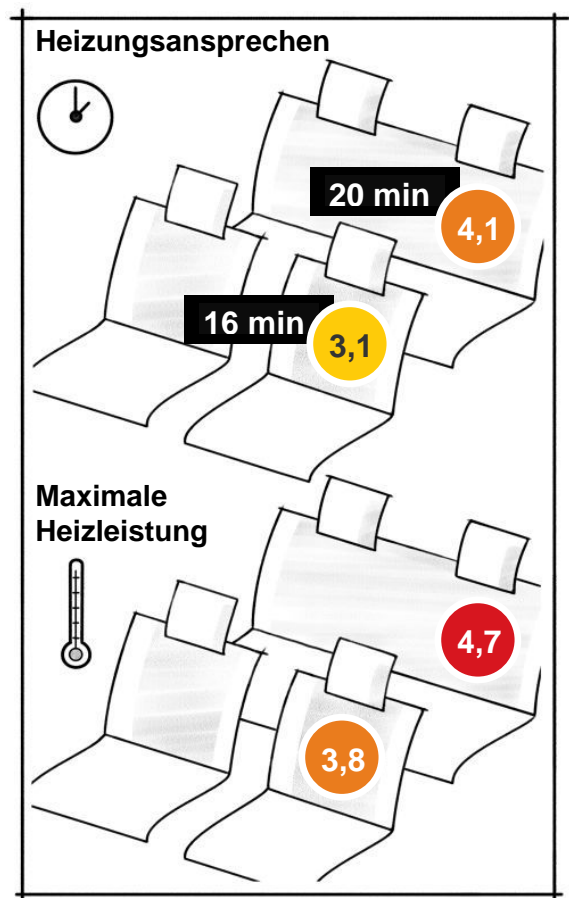 Heizungsansprechen
20 min
4,1
16 min
3,1
Maximale
Heizleistung
4,7
3,8